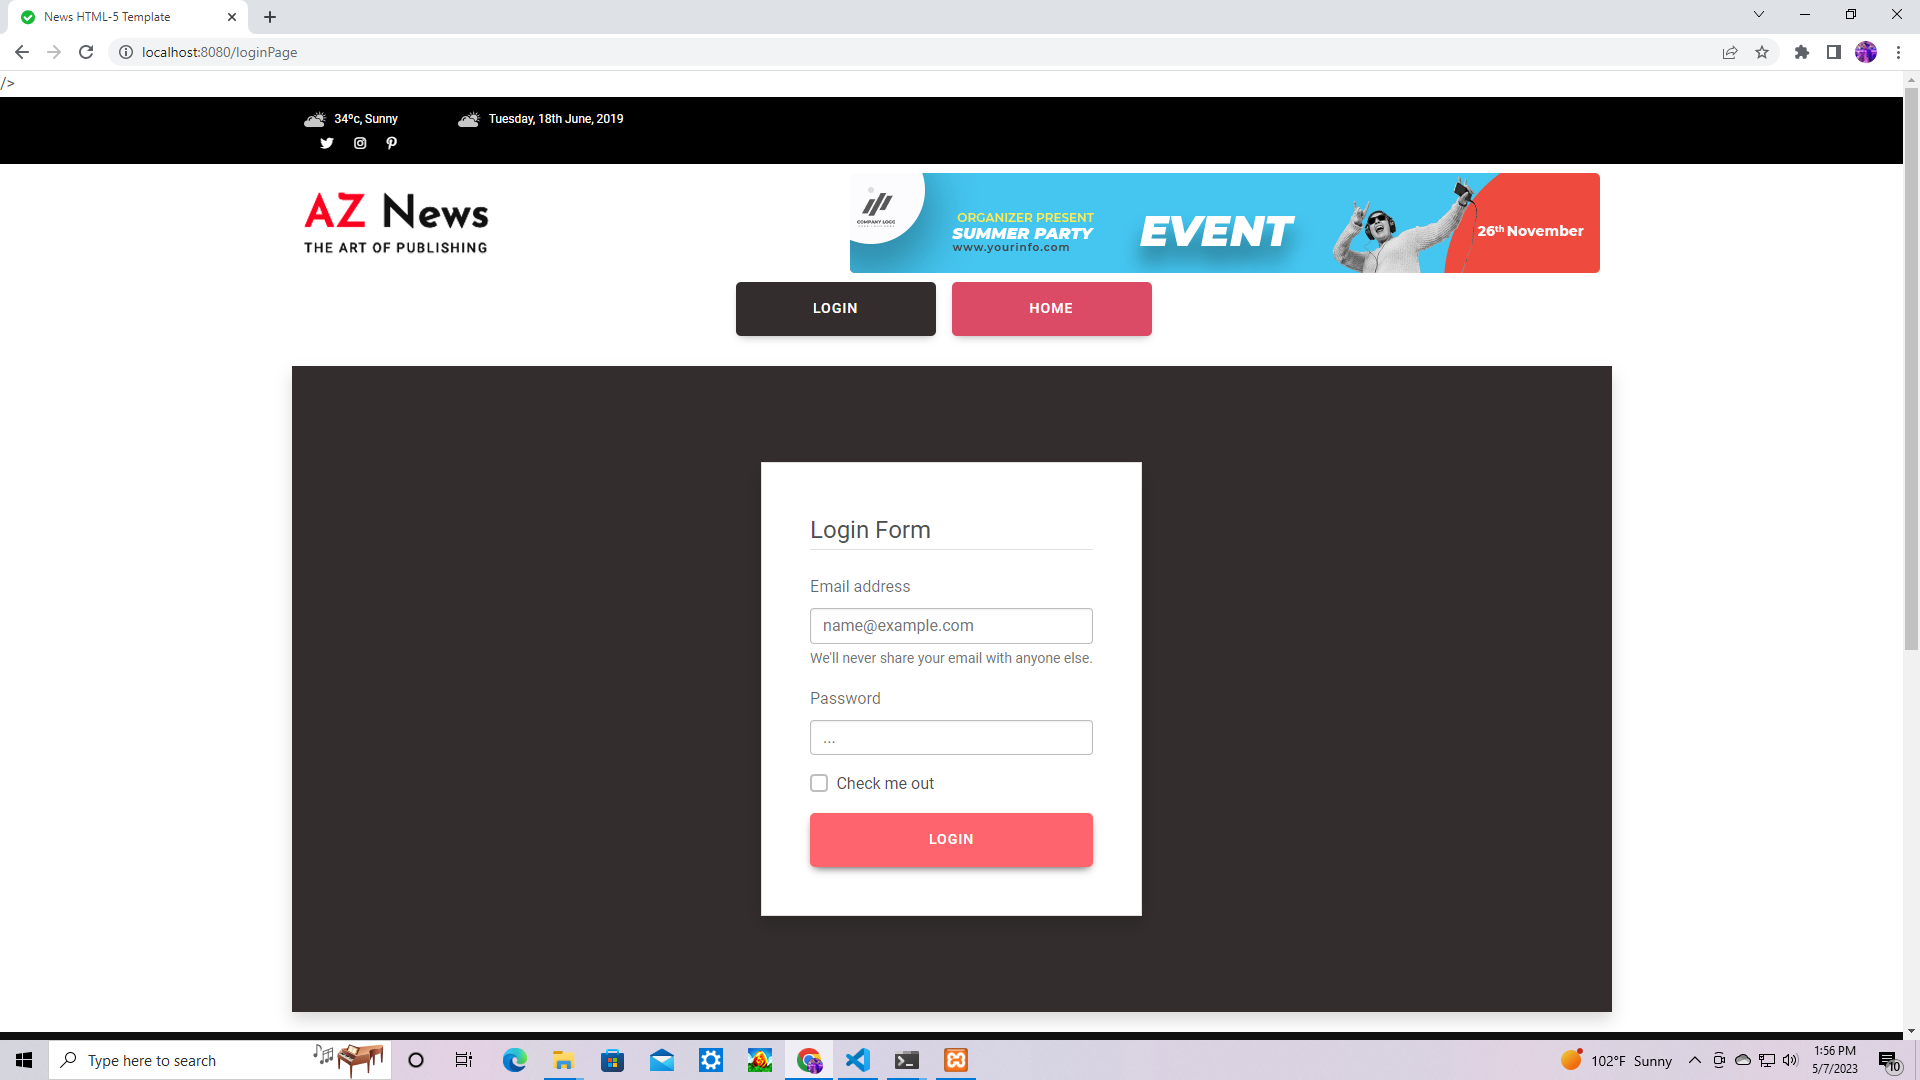 News HTML-5 Template
localhost:8080/loginPage
/>
34ºc, Sunny
Tuesday, 18th June, 2019
AZ News
THE ART OF PUBLISHING
COMPANY LOGO
ORGANIZER PRESENT
SUMMER PARTY
www.yourinfo.com
EVENT
26th November
LOGIN
HOME
Login Form
Email address
name@example.com
We'll never share your email with anyone else.
Password
...
Check me out
LOGIN
Type here to search
102°F Sunny
1:56 PM
5/7/2023
10